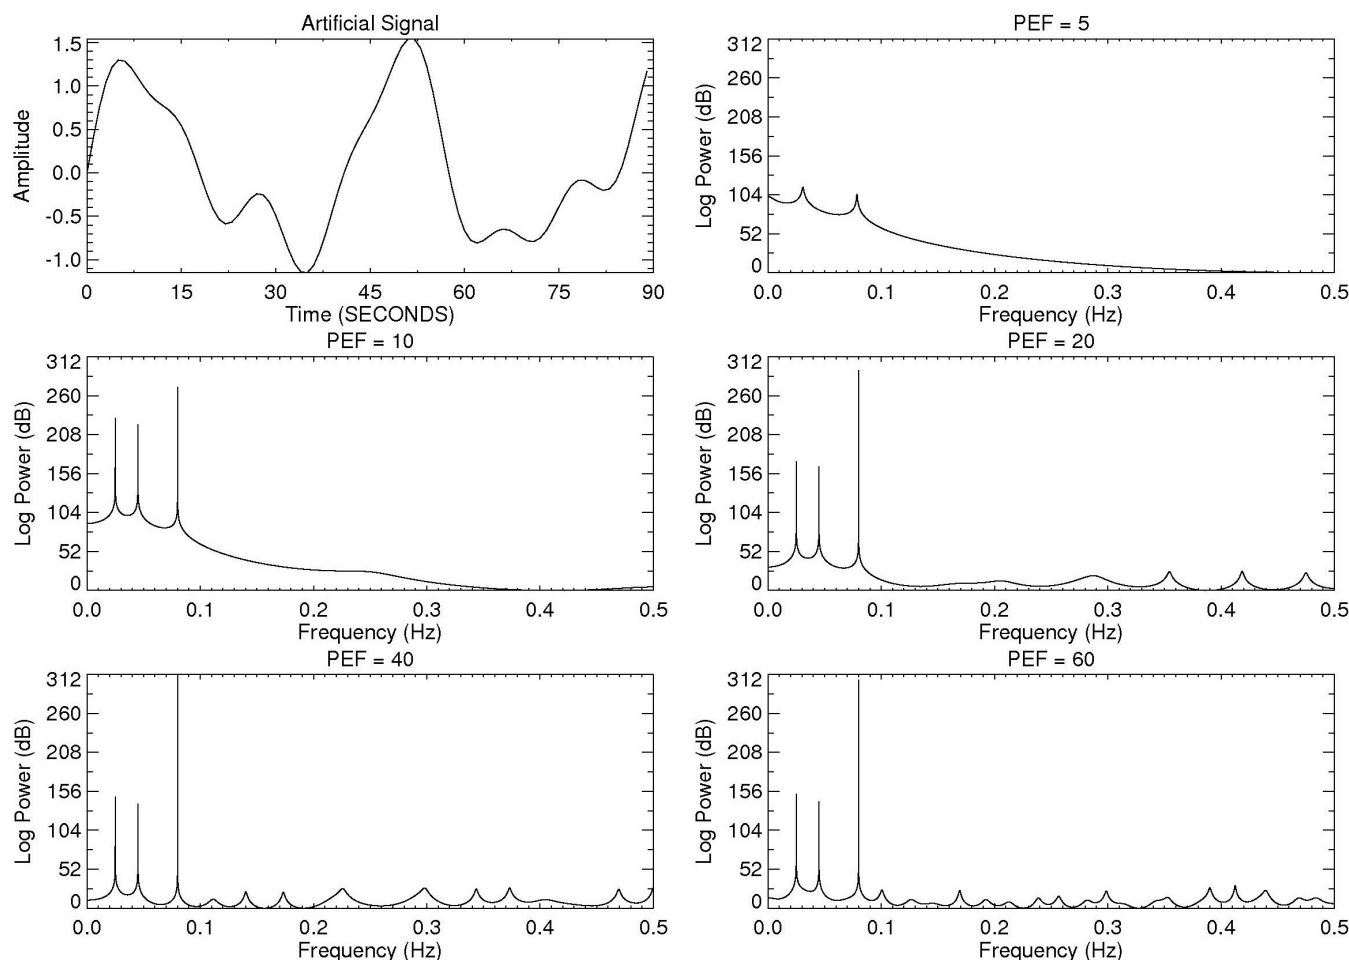 Artificial Signal
1.5
1.0
0.5
0.0
-0.5
-1.0
Amplitude
0 15 30 45 60 75 90
Time (SECONDS)
PEF = 5
312
260
208
156
104
52
0
Log Power (dB)
0.0 0.1 0.2 0.3 0.4 0.5
Frequency (Hz)
PEF = 10
312
260
208
156
104
52
0
Log Power (dB)
0.0 0.1 0.2 0.3 0.4 0.5
Frequency (Hz)
PEF = 20
312
260
208
156
104
52
0
Log Power (dB)
0.0 0.1 0.2 0.3 0.4 0.5
Frequency (Hz)
PEF = 40
312
260
208
156
104
52
0
Log Power (dB)
0.0 0.1 0.2 0.3 0.4 0.5
Frequency (Hz)
PEF = 60
312
260
208
156
104
52
0
Log Power (dB)
0.0 0.1 0.2 0.3 0.4 0.5
Frequency (Hz)